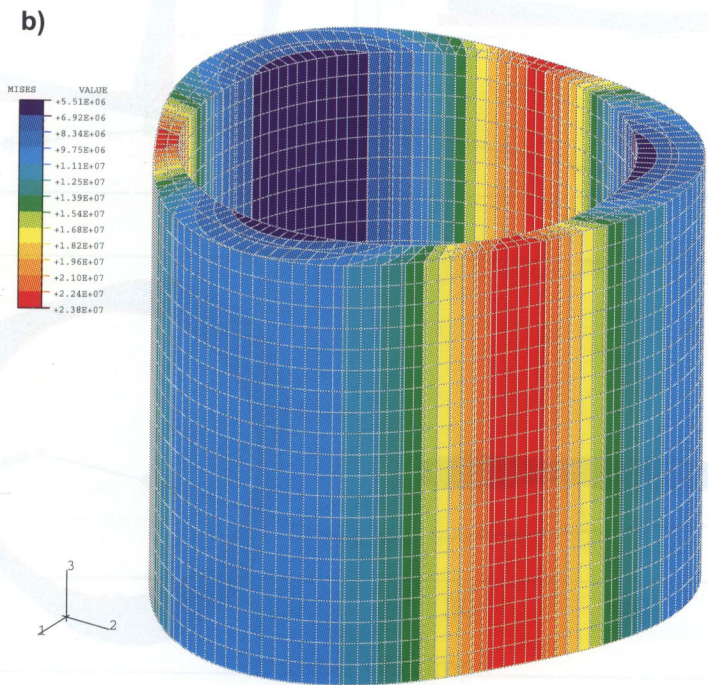 b)
MISES VALUE
+5.51E+06
+6.92E+06
+8.34E+06
+9.75E+06
+1.11E+07
+1.25E+07
+1.39E+07
+1.54E+07
+1.68E+07
+1.82E+07
+1.96E+07
+2.10E+07
+2.24E+07
+2.38E+07
3
1
2